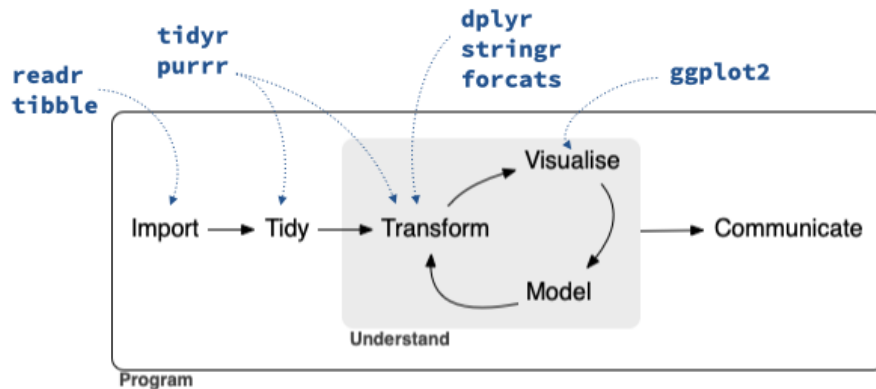 dplyr
stringr
forcats
tidyr
purrr
readr
tibble
ggplot2
Visualise
Import
Tidy
Transform
Communicate
Model
Understand
Program